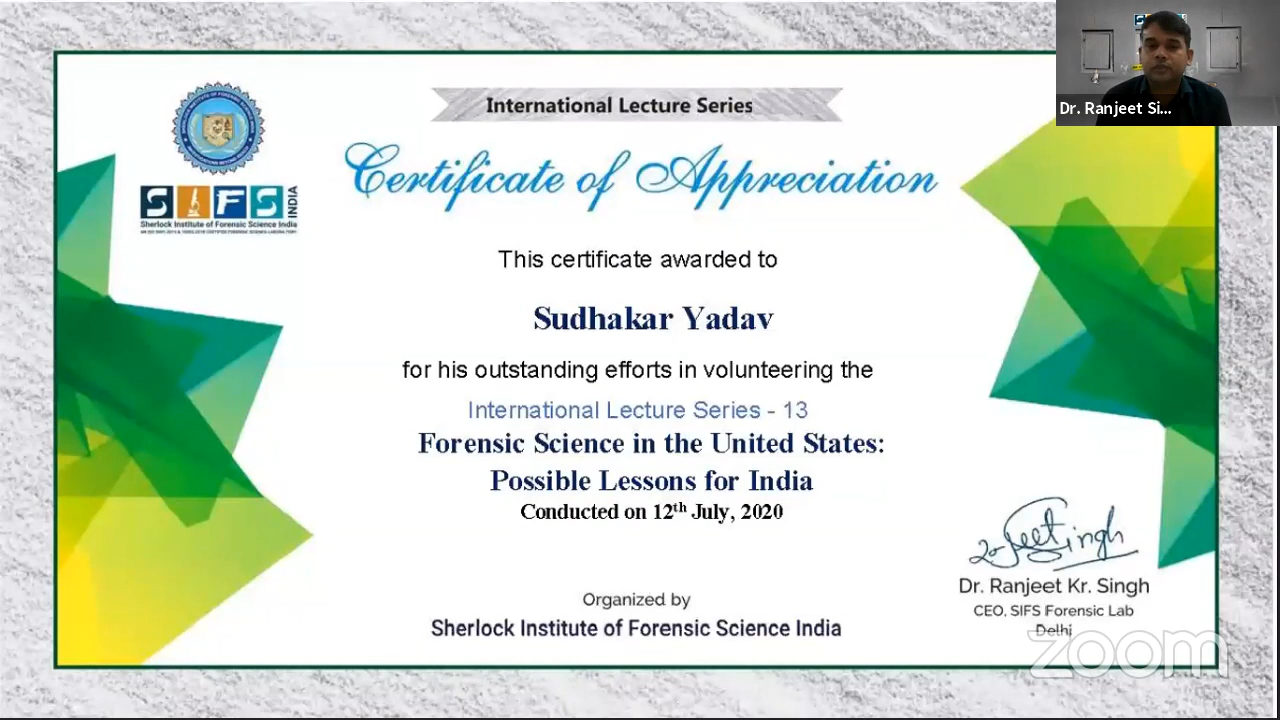 International Lecture Series
Dr. Ranjeet Si...
Certificate of Appreciation
SIFS INDIA
Sherlock Institute of Forensic Science India
This certificate awarded to
Sudhakar Yadav
for his outstanding efforts in volunteering the
International Lecture Series - 13
Forensic Science in the United States:
Possible Lessons for India
Conducted on 12th July, 2020
Ranjeet Singh
Dr. Ranjeet Kr. Singh
CEO, SIFS Forensic Lab
Delhi
Organized by
Sherlock Institute of Forensic Science India
zoom